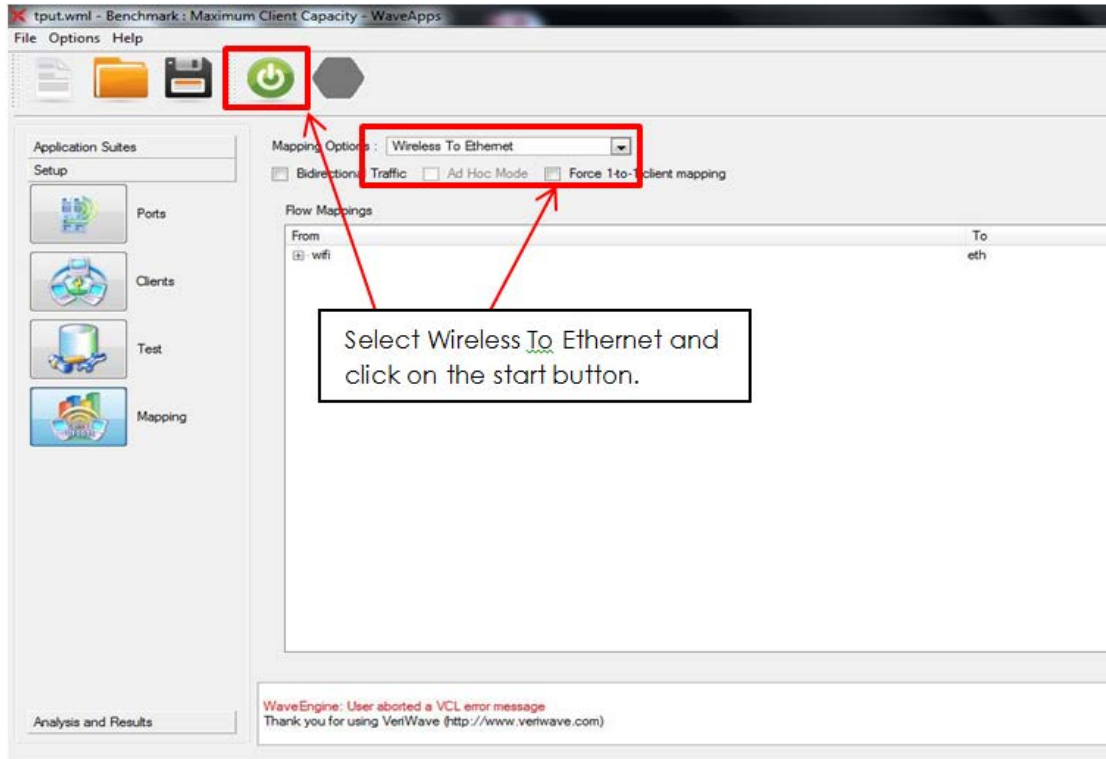 tput.wml - Benchmark : Maximum Client Capacity - WaveApps
File Options Help
Application Suites
Setup
Ports
Clients
Test
Mapping
Analysis and Results
Mapping Options : Wireless To Ethernet
Bidirectional Traffic Ad Hoc Mode Force 1-to-1 client mapping
Flow Mappings
From To
wifi eth
Select Wireless To Ethernet and
click on the start button.
WaveEngine: User aborted a VCL error message
Thank you for using VeriWave (http://www.veriwave.com)